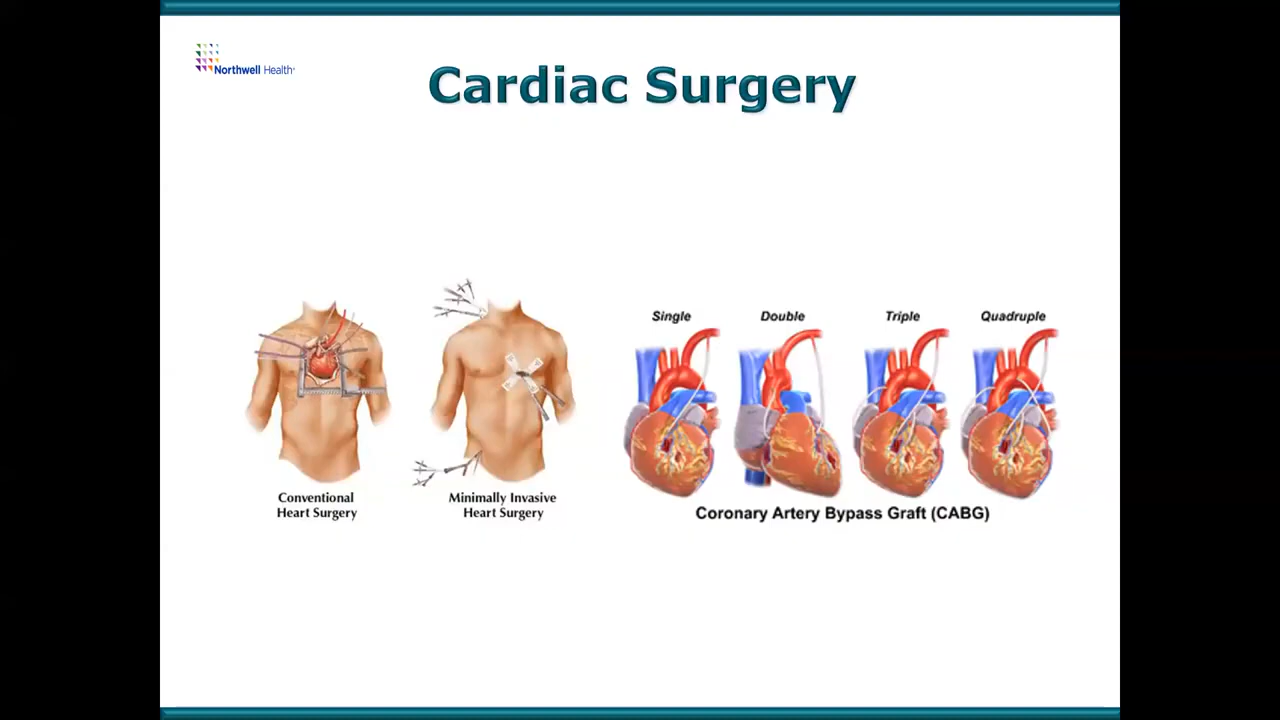 Northwell Health
Cardiac Surgery
Conventional
Heart Surgery
Minimally Invasive
Heart Surgery
Single
Double
Triple
Quadruple
Coronary Artery Bypass Graft (CABG)